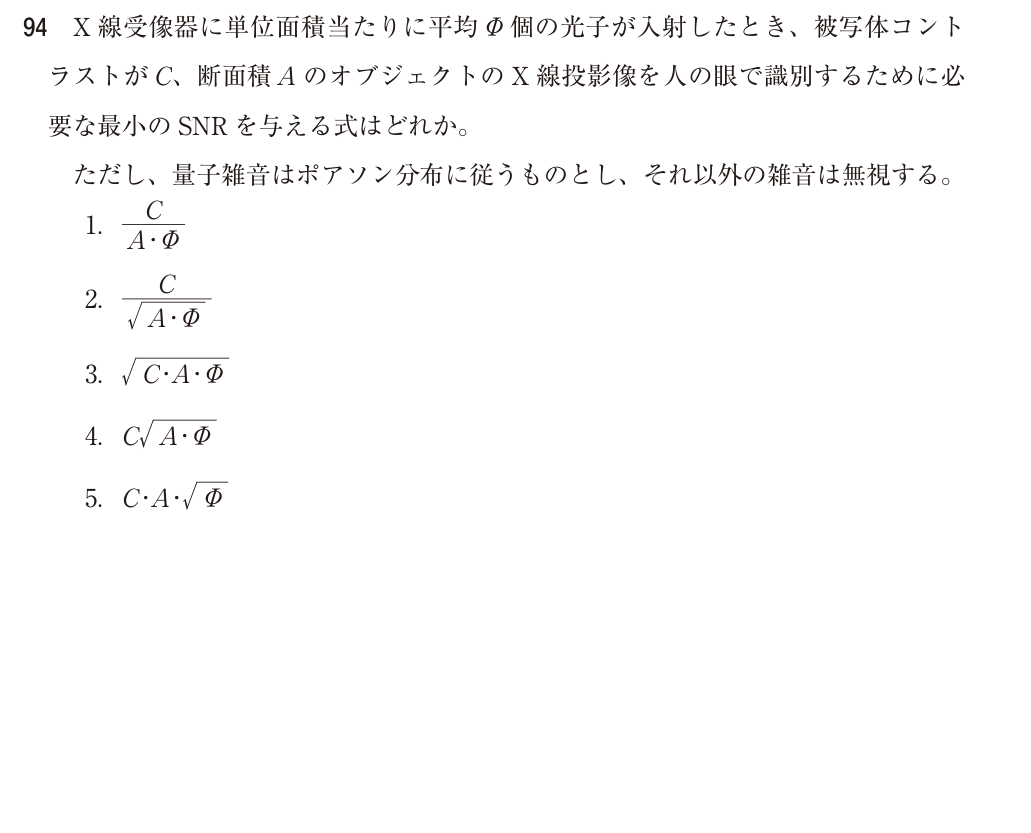 94　X 線受像器に単位面積当たりに平均 Φ 個の光子が入射したとき、被写体コント
ラストが C、断面積 A のオブジェクトの X 線投影像を人の眼で識別するために必
要な最小の SNR を与える式はどれか。
ただし、量子雑音はポアソン分布に従うものとし、それ以外の雑音は無視する。
1. C/(A·Φ)
2. C/√(A·Φ)
3. √(C·A·Φ)
4. C√(A·Φ)
5. C·A·√Φ